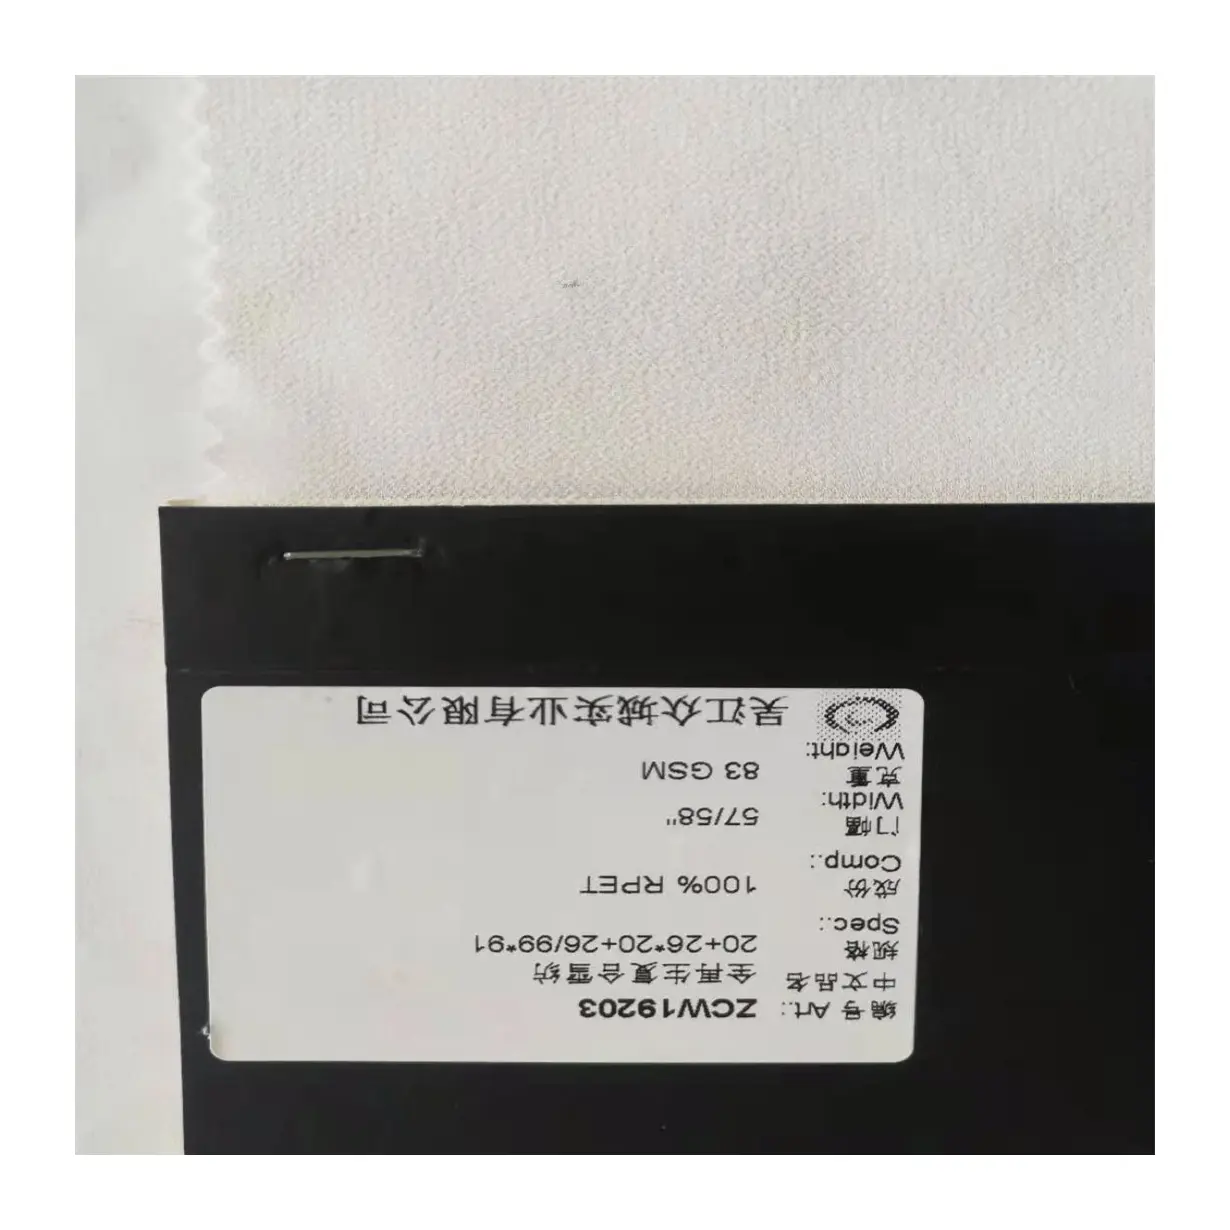 编号 Art.: ZCW19203
中文品名 全再生复合雪纺
规格 20+26*20+26/99*91
Spec.:
成份 100% RPET
Comp.:
门幅 57/58"
Width:
克重 83 GSM
Weight:
吴江众城实业有限公司